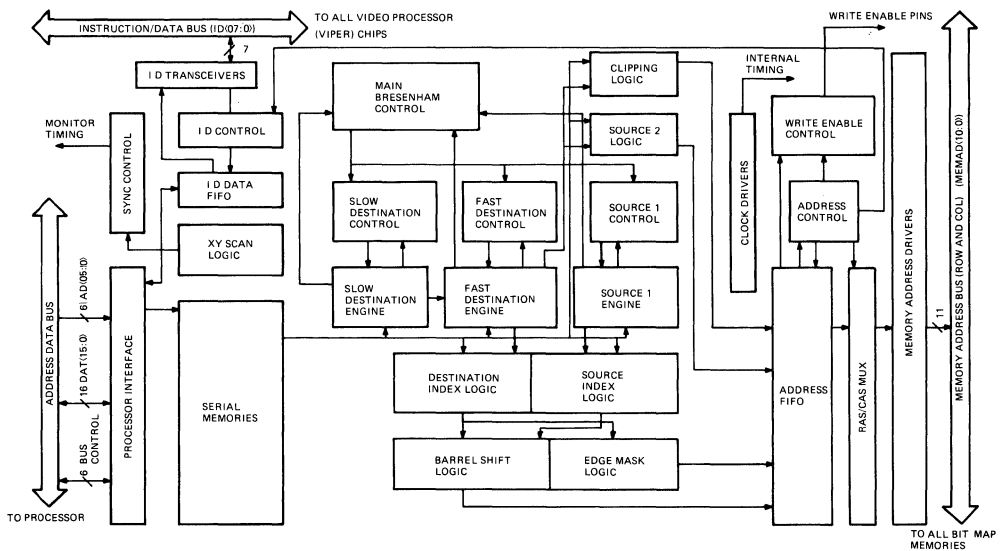 INSTRUCTION/DATA BUS (ID⟨07:0⟩)
TO ALL VIDEO PROCESSOR
(VIPER) CHIPS
7
I D TRANSCEIVERS
MONITOR
TIMING
SYNC CONTROL
I D CONTROL
I D DATA
FIFO
XY SCAN
LOGIC
MAIN
BRESENHAM
CONTROL
CLIPPING
LOGIC
SOURCE 2
LOGIC
SLOW
DESTINATION
CONTROL
FAST
DESTINATION
CONTROL
SOURCE 1
CONTROL
SLOW
DESTINATION
ENGINE
FAST
DESTINATION
ENGINE
SOURCE 1
ENGINE
WRITE ENABLE PINS
INTERNAL
TIMING
WRITE ENABLE
CONTROL
CLOCK DRIVERS
ADDRESS
CONTROL
MEMORY ADDRESS DRIVERS
MEMORY ADDRESS BUS (ROW AND COL) (MEMAD⟨10:0⟩)
11
ADDRESS DATA BUS
6 IAD⟨05:0⟩
16 DAT⟨15:0⟩
6 BUS
CONTROL
PROCESSOR INTERFACE
SERIAL
MEMORIES
DESTINATION
INDEX LOGIC
SOURCE
INDEX
LOGIC
BARREL SHIFT
LOGIC
EDGE MASK
LOGIC
ADDRESS
FIFO
RAS/CAS MUX
TO PROCESSOR
TO ALL BIT MAP
MEMORIES